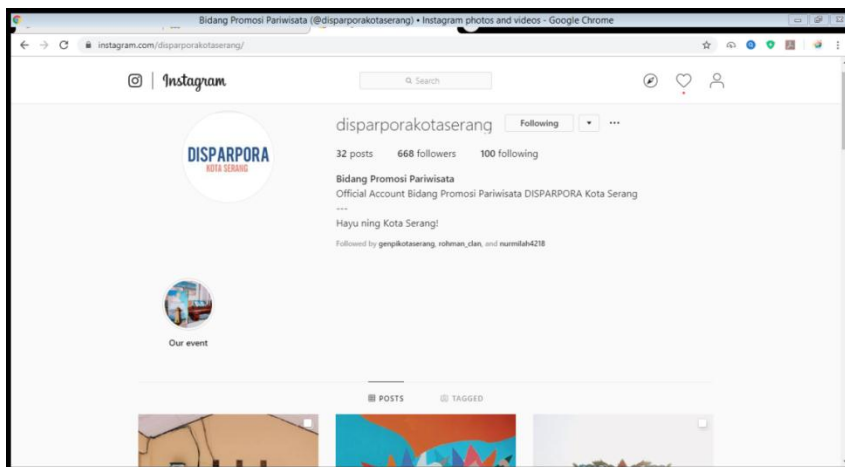 Bidang Promosi Pariwisata (@disparporakotaserang) • Instagram photos and videos - Google Chrome
instagram.com/disparporakotaserang/
Instagram
Search
DISPARPORA
KOTA SERANG
disparporakotaserang Following
32 posts 668 followers 100 following
Bidang Promosi Pariwisata
Official Account Bidang Promosi Pariwisata DISPARPORA Kota Serang
---
Hayu ning Kota Serang!
Followed by genpikotaserang, rohman_clan, and nurmilah4218
Our event
POSTS TAGGED